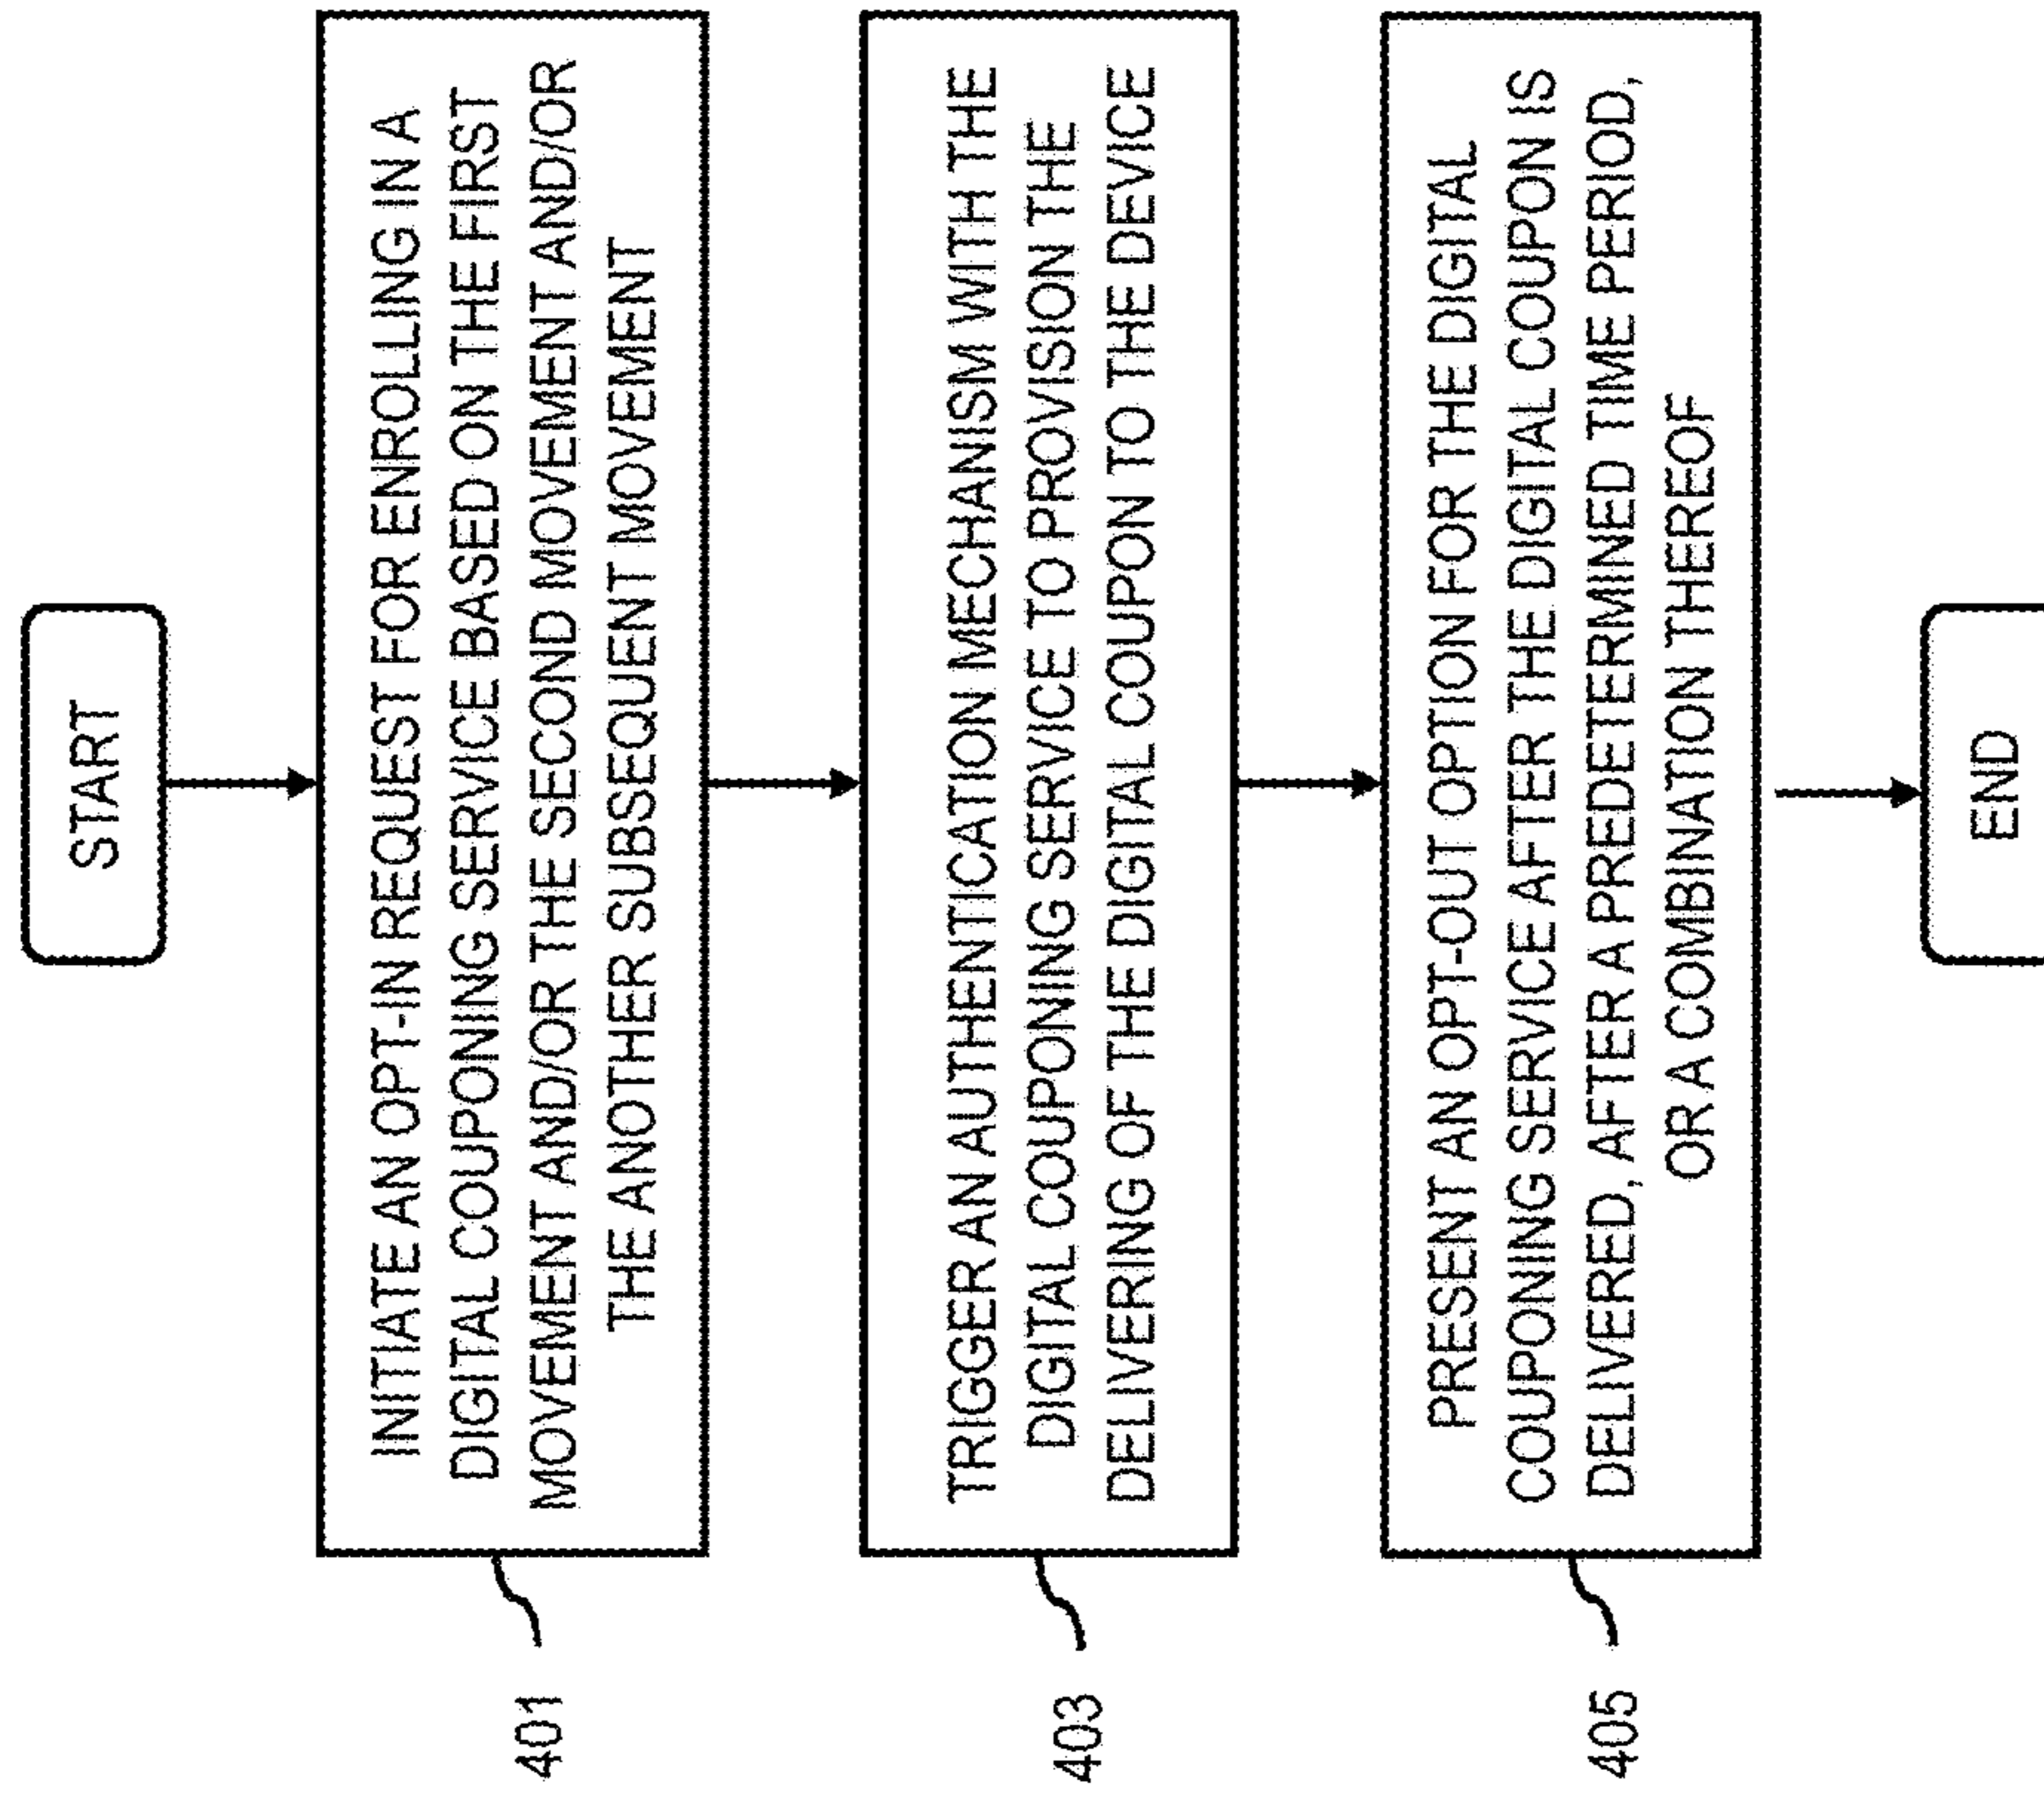 START
INITIATE AN OPT-IN REQUEST FOR ENROLLING IN A
DIGITAL COUPONING SERVICE BASED ON THE FIRST
MOVEMENT AND/OR THE SECOND MOVEMENT AND/OR
THE ANOTHER SUBSEQUENT MOVEMENT
401
TRIGGER AN AUTHENTICATION MECHANISM WITH THE
DIGITAL COUPONING SERVICE TO PROVISION THE
DELIVERING OF THE DIGITAL COUPON TO THE DEVICE
403
PRESENT AN OPT-OUT OPTION FOR THE DIGITAL
COUPONING SERVICE AFTER THE DIGITAL COUPON IS
DELIVERED, AFTER A PREDETERMINED TIME PERIOD,
OR A COMBINATION THEREOF
405
END